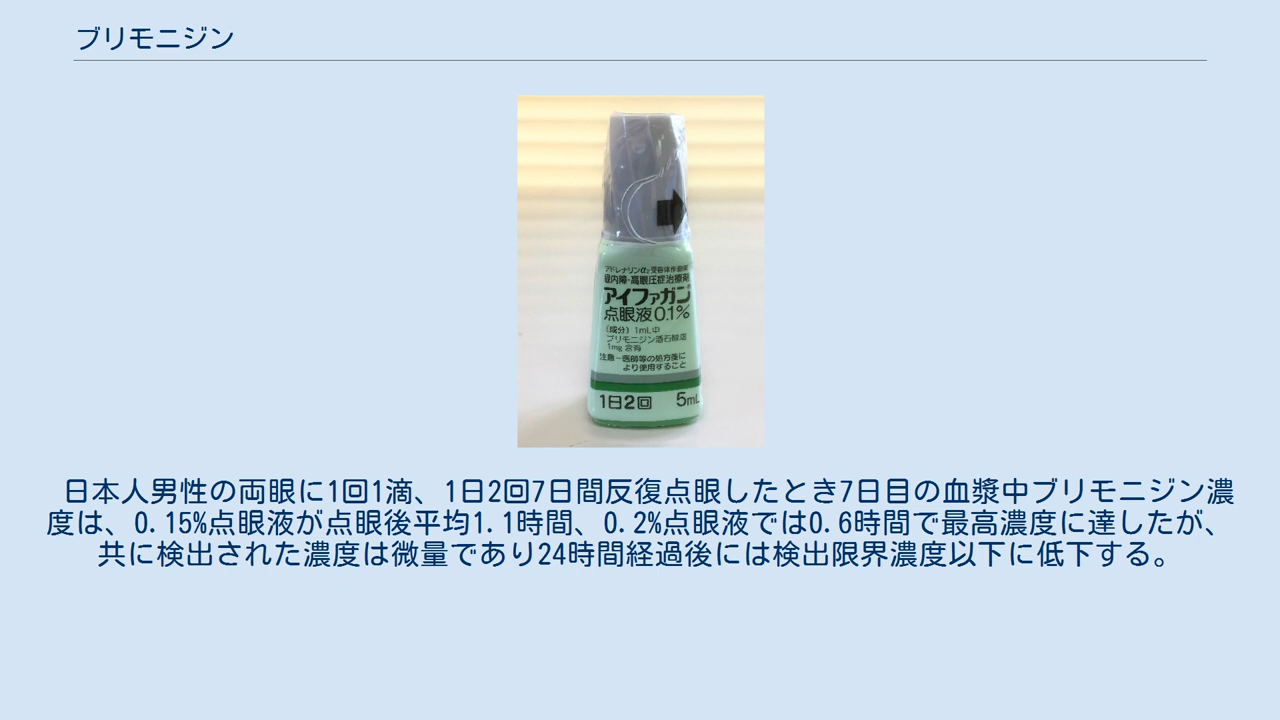 ブリモニジン
アドレナリンα₂受容体作動薬
緑内障・高眼圧症治療剤
アイファガン
点眼液0.1%
(成分) 1mL中
ブリモニジン酒石酸塩
1mg 含有
注意－医師等の処方箋に
より使用すること
1日2回 5mL
日本人男性の両眼に1回1滴、1日2回7日間反復点眼したとき7日目の血漿中ブリモニジン濃
度は、0.15%点眼液が点眼後平均1.1時間、0.2%点眼液では0.6時間で最高濃度に達したが、
共に検出された濃度は微量であり24時間経過後には検出限界濃度以下に低下する。